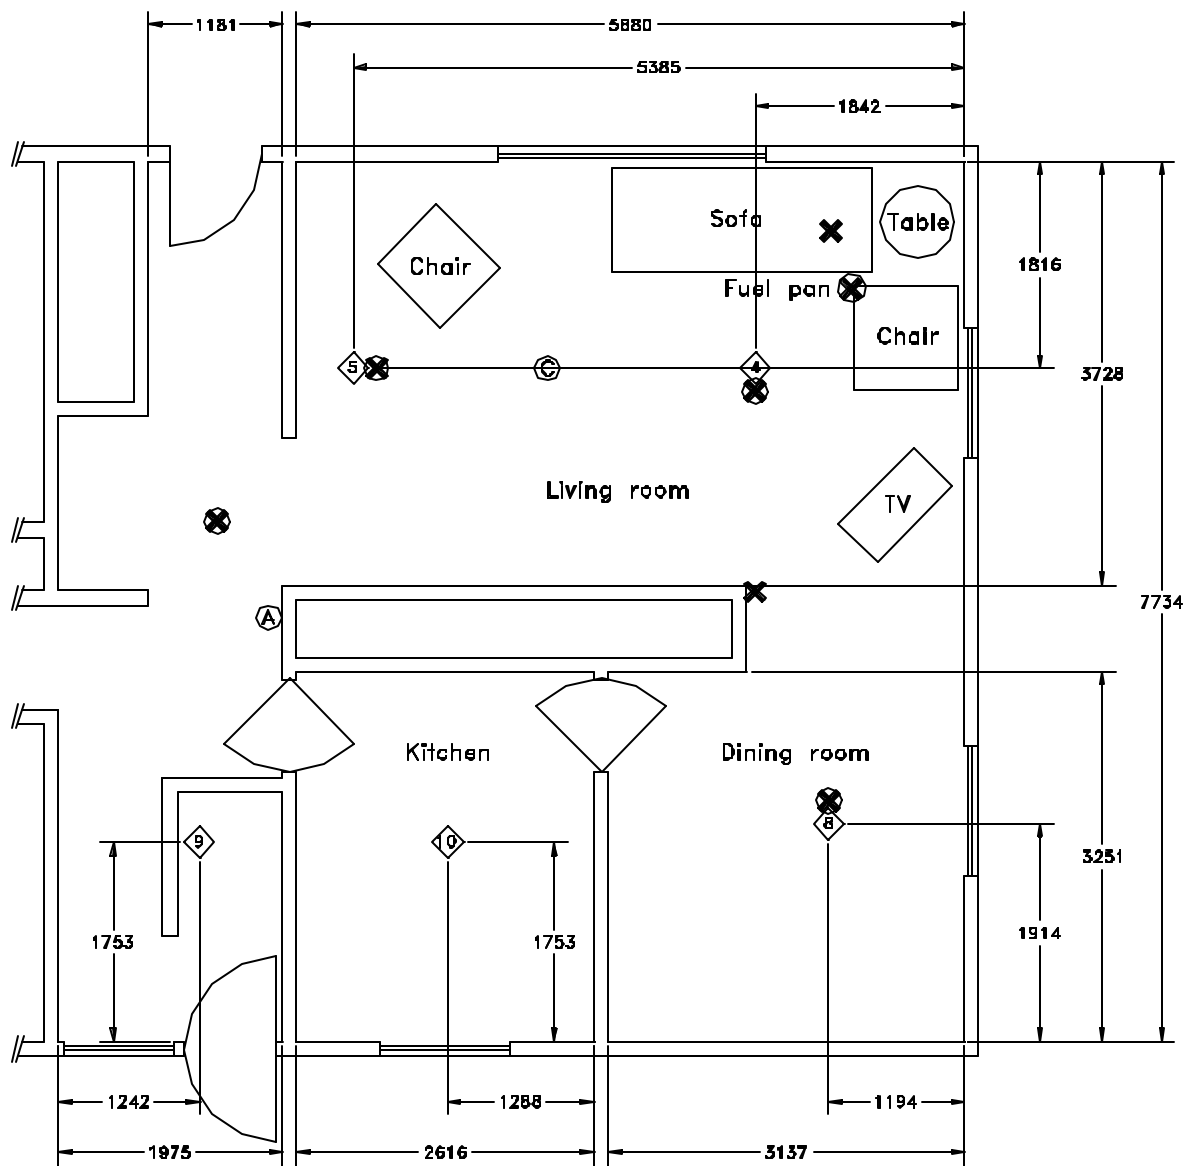 1181
5880
5385
1842
Sofa
Table
Chair
1816
Fuel pan
Chair
5
C
4
3728
Living room
TV
7734
A
Kitchen
Dining room
8
9
10
3251
1753
1753
1914
1242
1288
1194
1975
2616
3137